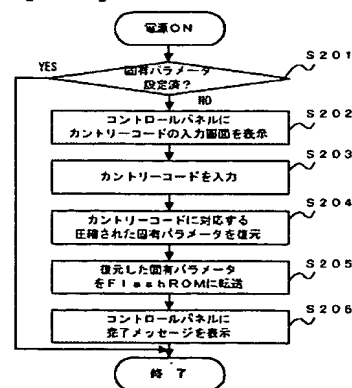 電源ON
S201
YES
固有パラメータ
設定済?
NO
S202
コントロールパネルに
カントリーコードの入力画面を表示
S203
カントリーコードを入力
S204
カントリーコードに対応する
圧縮された固有パラメータを復元
S205
復元した固有パラメータ
をFlashROMに転送
S206
コントロールパネルに
完了メッセージを表示
終了